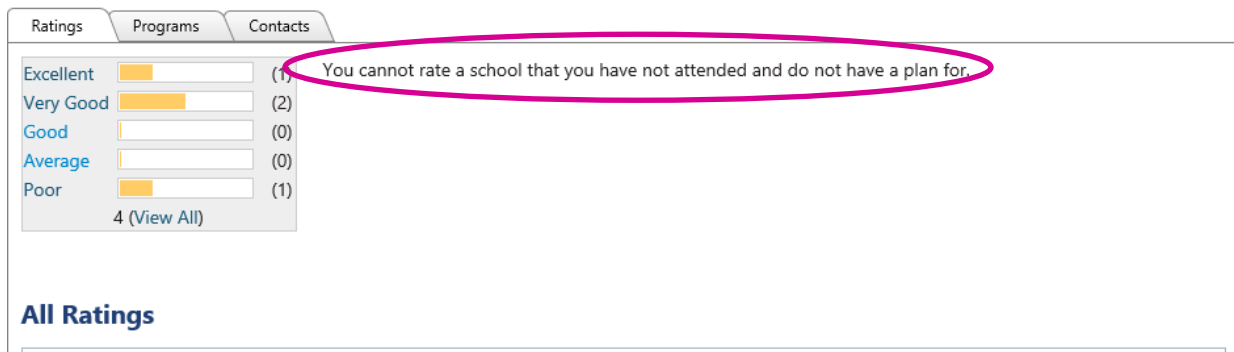 Ratings Programs Contacts
Excellent (1) You cannot rate a school that you have not attended and do not have a plan for.
Very Good (2)
Good (0)
Average (0)
Poor (1)
4 (View All)
All Ratings